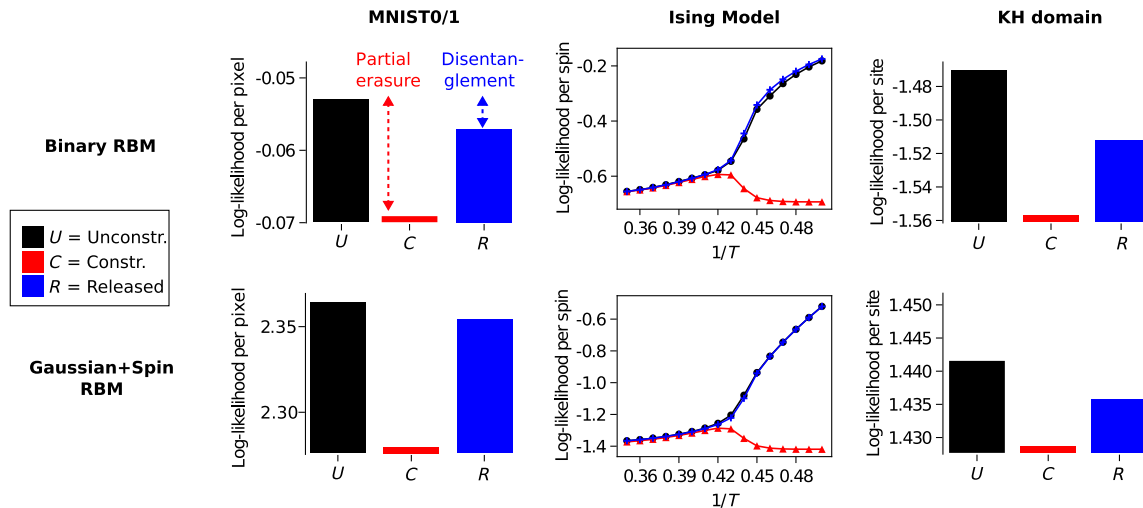 MNIST0/1
Ising Model
KH domain
Binary RBM
Log-likelihood per pixel
-0.05
-0.06
-0.07
Partial
erasure
Disentan-
glement
U
C
R
Log-likelihood per spin
-0.2
-0.4
-0.6
0.36
0.39
0.42
0.45
0.48
1/T
Log-likelihood per site
-1.48
-1.50
-1.52
-1.54
-1.56
U
C
R
U = Unconstr.
C = Constr.
R = Released
Gaussian+Spin
RBM
Log-likelihood per pixel
2.35
2.30
U
C
R
Log-likelihood per spin
-0.6
-0.8
-1.0
-1.2
-1.4
0.36
0.39
0.42
0.45
0.48
1/T
Log-likelihood per site
1.450
1.445
1.440
1.435
1.430
U
C
R